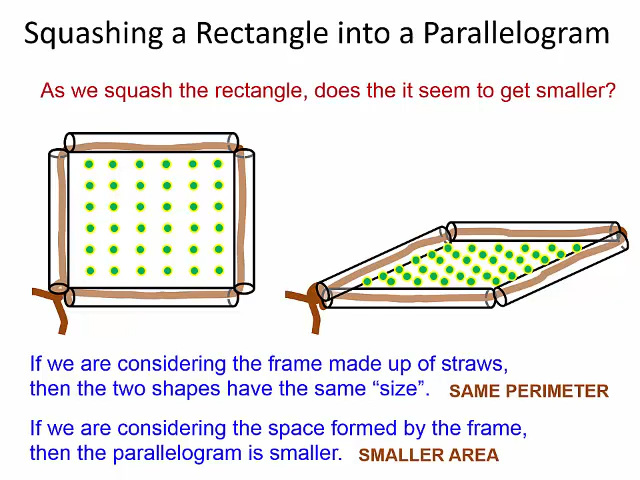 Squashing a Rectangle into a Parallelogram
As we squash the rectangle, does the it seem to get smaller?
If we are considering the frame made up of straws,
then the two shapes have the same “size”. SAME PERIMETER
If we are considering the space formed by the frame,
then the parallelogram is smaller. SMALLER AREA